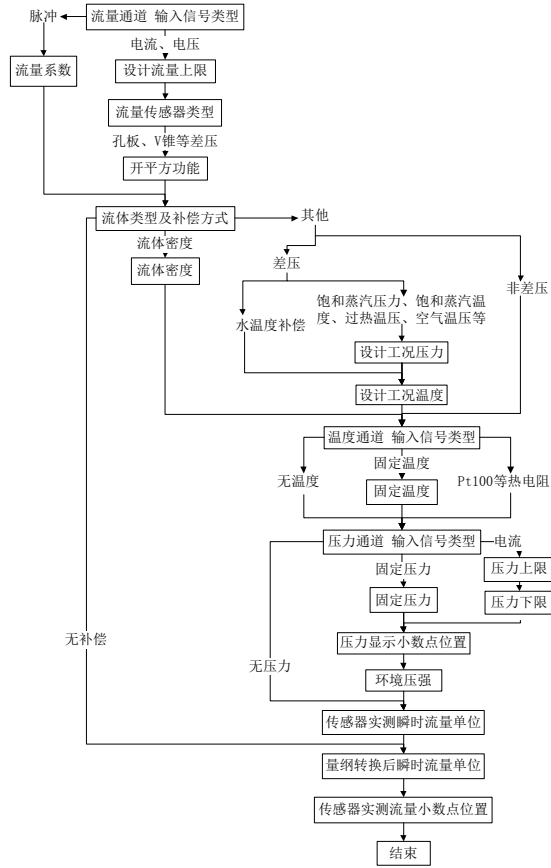 脉冲
流量通道 输入信号类型
电流、电压
流量系数
设计流量上限
流量传感器类型
孔板、V锥等差压
开平方功能
流体类型及补偿方式
其他
流体密度
流体密度
差压
非差压
水温度补偿
饱和蒸汽压力、饱和蒸汽温
度、过热温压、空气温压等
设计工况压力
设计工况温度
温度通道 输入信号类型
无温度
固定温度
Pt100等热电阻
固定温度
压力通道 输入信号类型
电流
固定压力
压力上限
固定压力
压力下限
无补偿
压力显示小数点位置
无压力
环境压强
传感器实测瞬时流量单位
量纲转换后瞬时流量单位
传感器实测流量小数点位置
结束